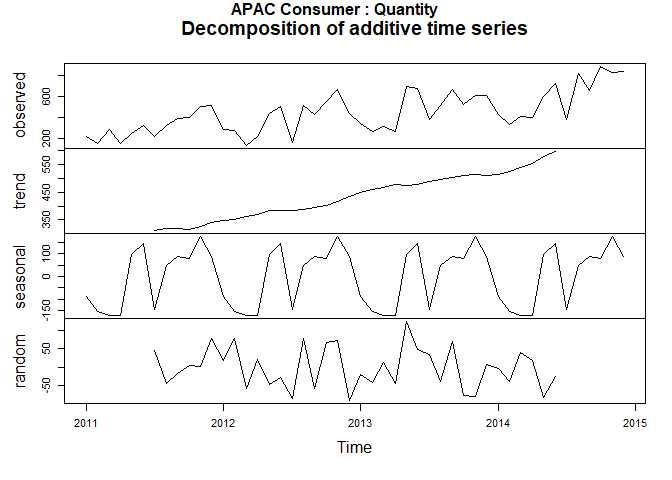 APAC Consumer : Quantity
Decomposition of additive time series
observed
200
600
trend
350
450
550
seasonal
-150
0
100
random
-50
50
2011
2012
2013
2014
2015
Time